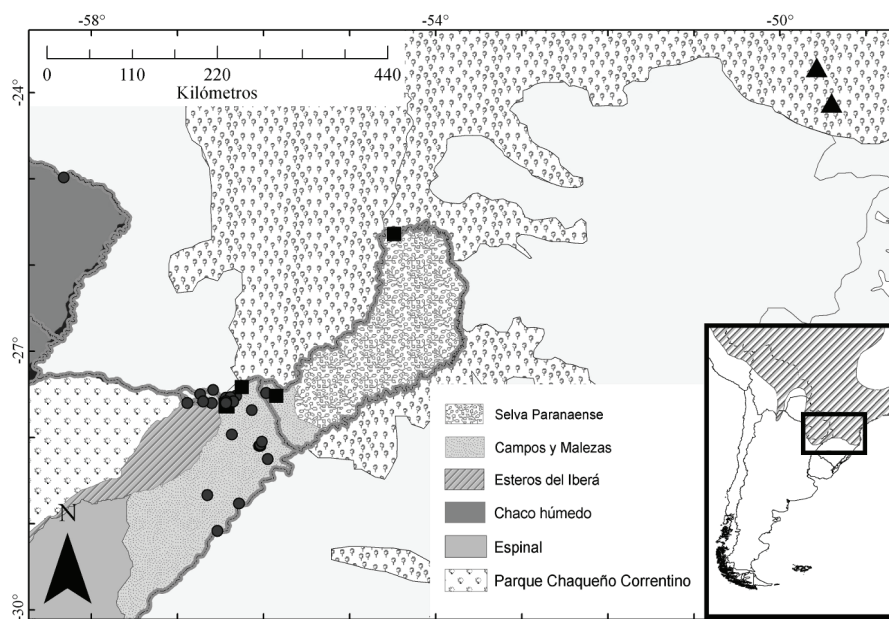 -58°
-54°
-50°
0 110 220 440
Kilómetros
-24°
-27°
-30°
N
Selva Paranaense
Campos y Malezas
Esteros del Iberá
Chaco húmedo
Espinal
Parque Chaqueño Correntino